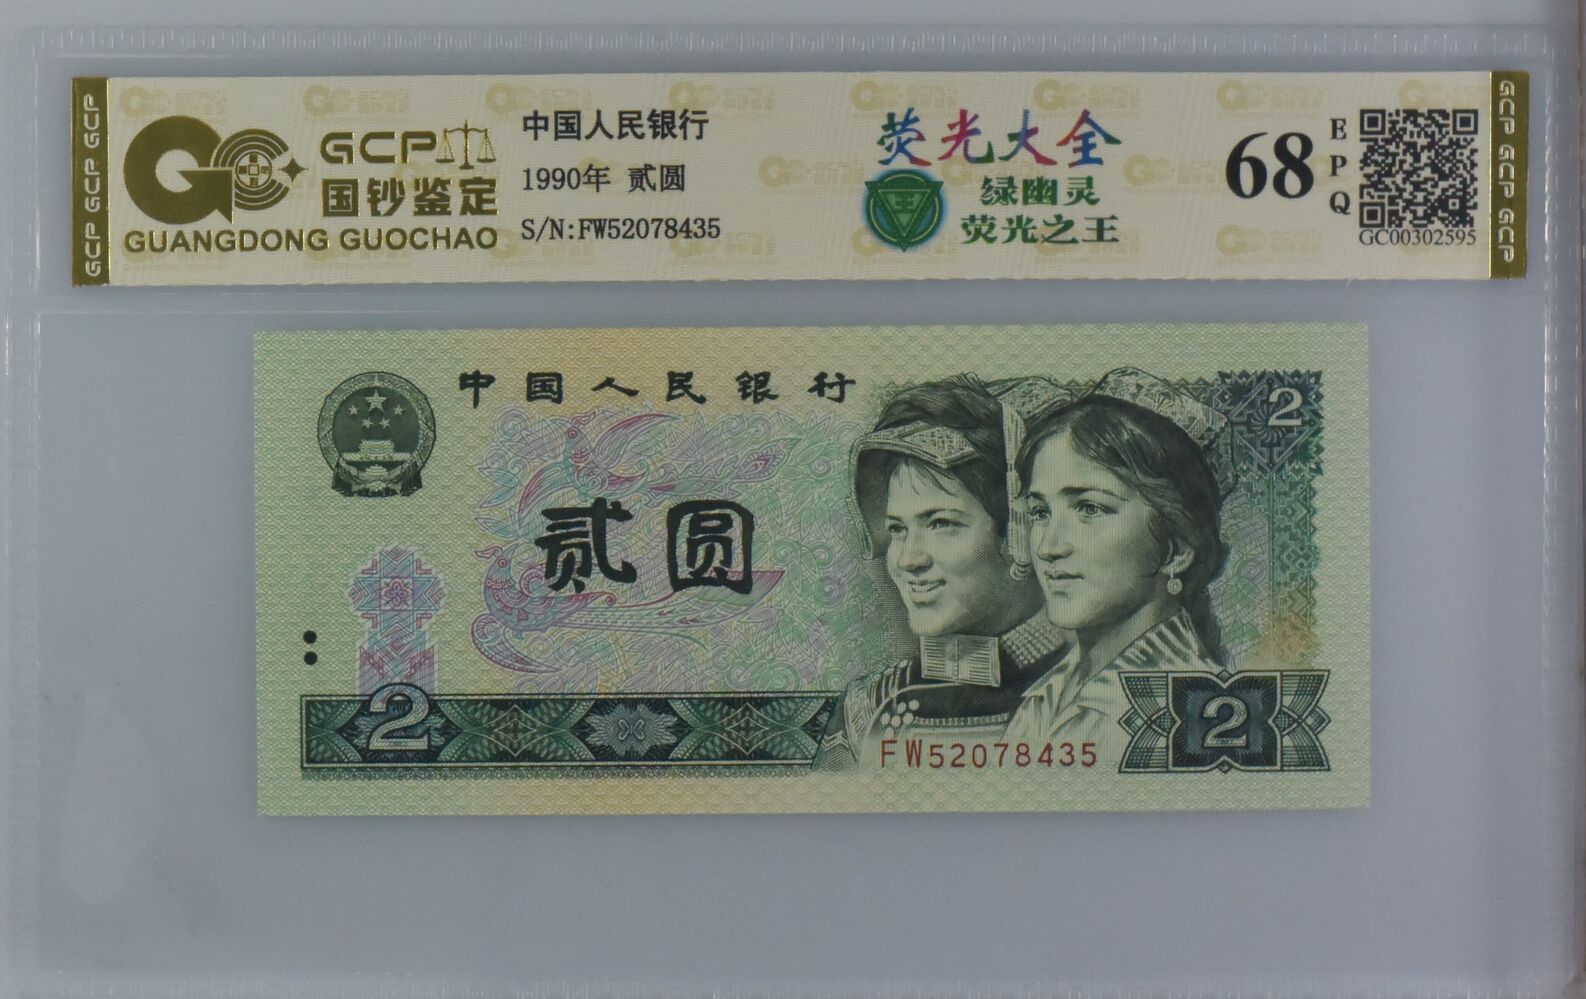 GCP GCP GCP
GCP
国钞鉴定
GUANGDONG GUOCHAO
中国人民银行
1990年 贰圆
S/N:FW52078435
荧光大全
王
绿幽灵
荧光之王
68
EPQ
GC00302595
GCP GCP GCP
中国人民银行
2
贰圆
2
FW52078435
2